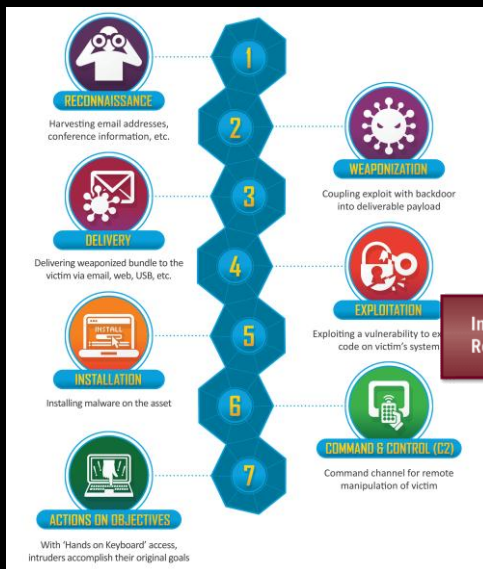 1
RECONNAISSANCE
Harvesting email addresses,
conference information, etc.
2
WEAPONIZATION
Coupling exploit with backdoor
into deliverable payload
3
DELIVERY
Delivering weaponized bundle to the
victim via email, web, USB, etc.
4
EXPLOITATION
Exploiting a vulnerability to
code on victim's system
5
INSTALL
INSTALLATION
Installing malware on the asset
6
COMMAND & CONTROL (C2)
Command channel for remote
manipulation of victim
7
ACTIONS ON OBJECTIVES
With 'Hands on Keyboard' access,
intruders accomplish their original goals